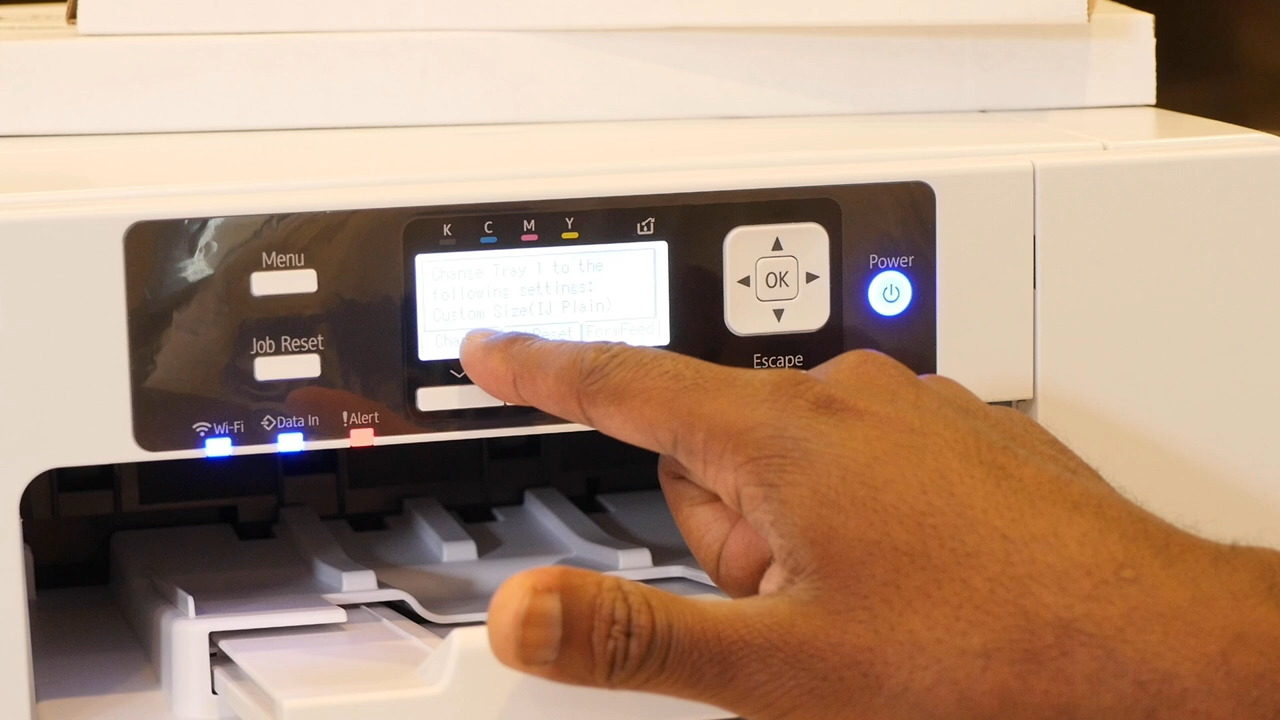 K C M Y
Menu
Change Tray 1 to the
following settings:
Custom Size(IJ Plain)
Reset FormFeed
OK
Power
Job Reset
Escape
Wi-Fi Data In !Alert